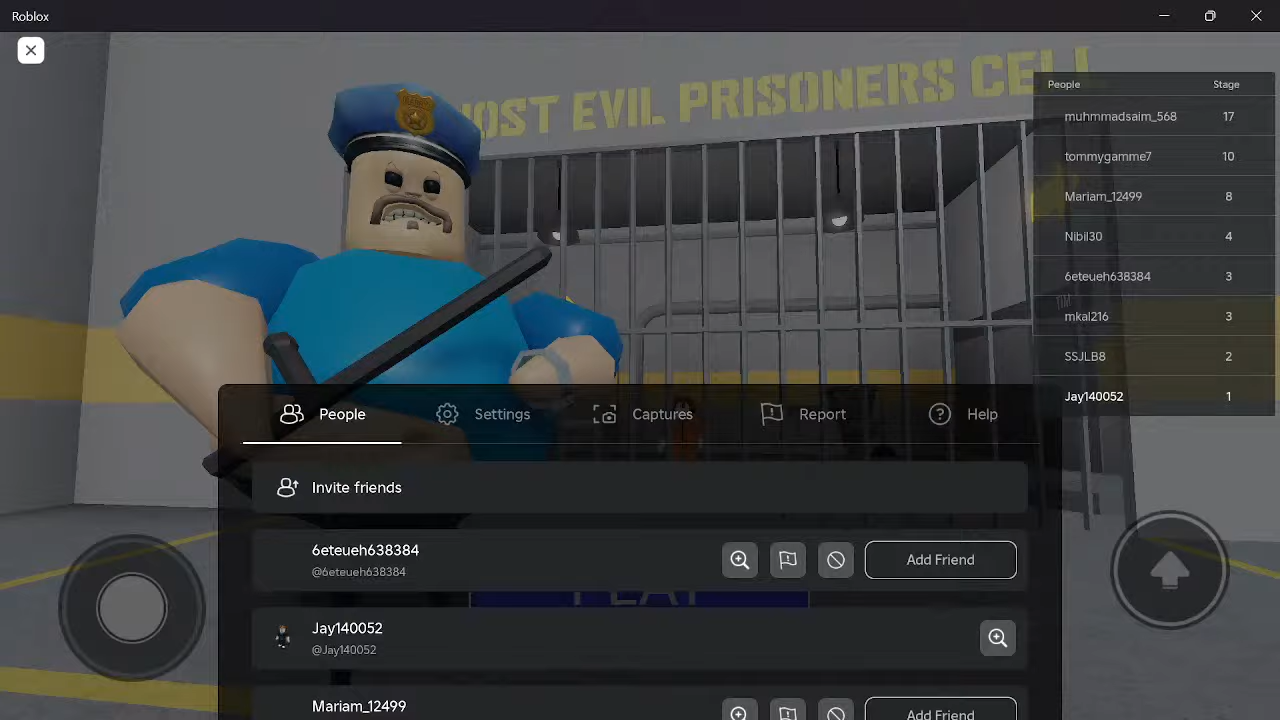 Roblox
MOST EVIL PRISONERS CELL
People Stage
muhmmadsaim_568 17
tommygamme7 10
Mariam_12499 8
Nibil30 4
6eteueh638384 3
mkal216 3
SSJLB8 2
Jay140052 1
People Settings Captures Report Help
Invite friends
6eteueh638384
@6eteueh638384
Add Friend
PLAY
Jay140052
@Jay140052
Mariam_12499
Add Friend